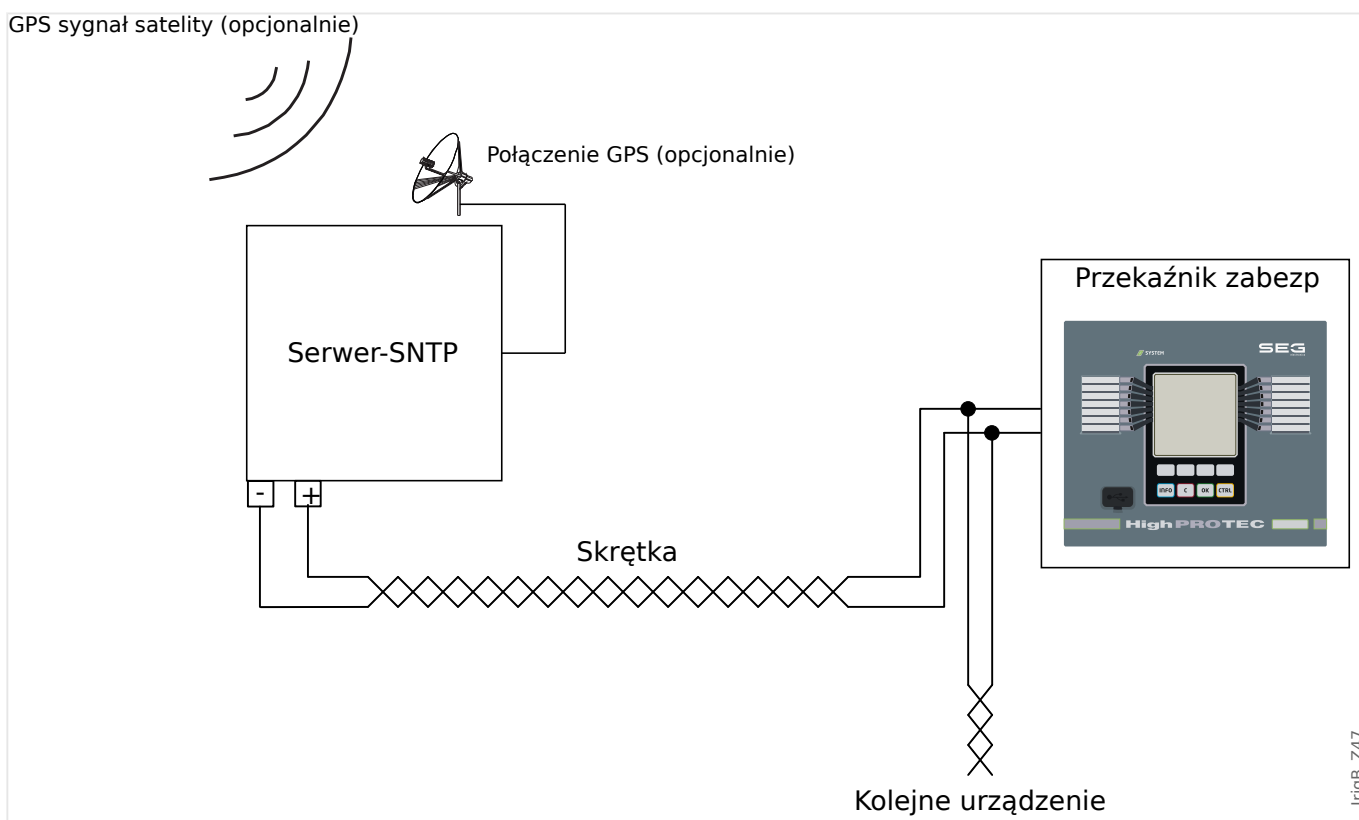 GPS sygnał satelity (opcjonalnie)
Połączenie GPS (opcjonalnie)
Przekaźnik zabezp
SYSTEM
SEG
Serwer-SNTP
- +
INFO C OK CTRL
HighPROTEC
Skrętka
Kolejne urządzenie
IrigB_Z47